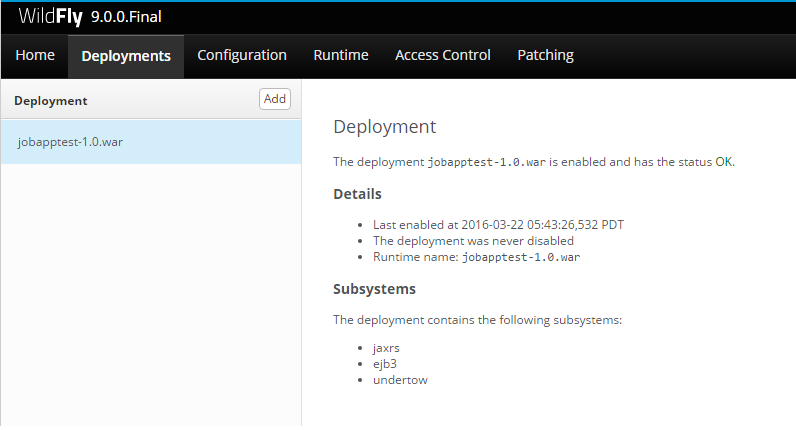 WildFly 9.0.0.Final
Home Deployments Configuration Runtime Access Control Patching
Deployment Add
jobapptest-1.0.war
Deployment
The deployment jobapptest-1.0.war is enabled and has the status OK.
Details
Last enabled at 2016-03-22 05:43:26,532 PDT
The deployment was never disabled
Runtime name: jobapptest-1.0.war
Subsystems
The deployment contains the following subsystems:
jaxrs
ejb3
undertow